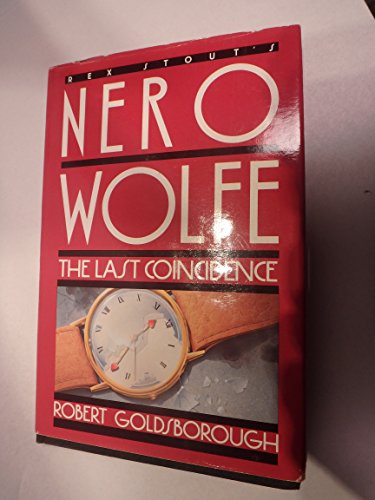 REX STOUT'S
NERO
WOLFE
THE LAST COINCIDENCE
ROBERT GOLDSBOROUGH